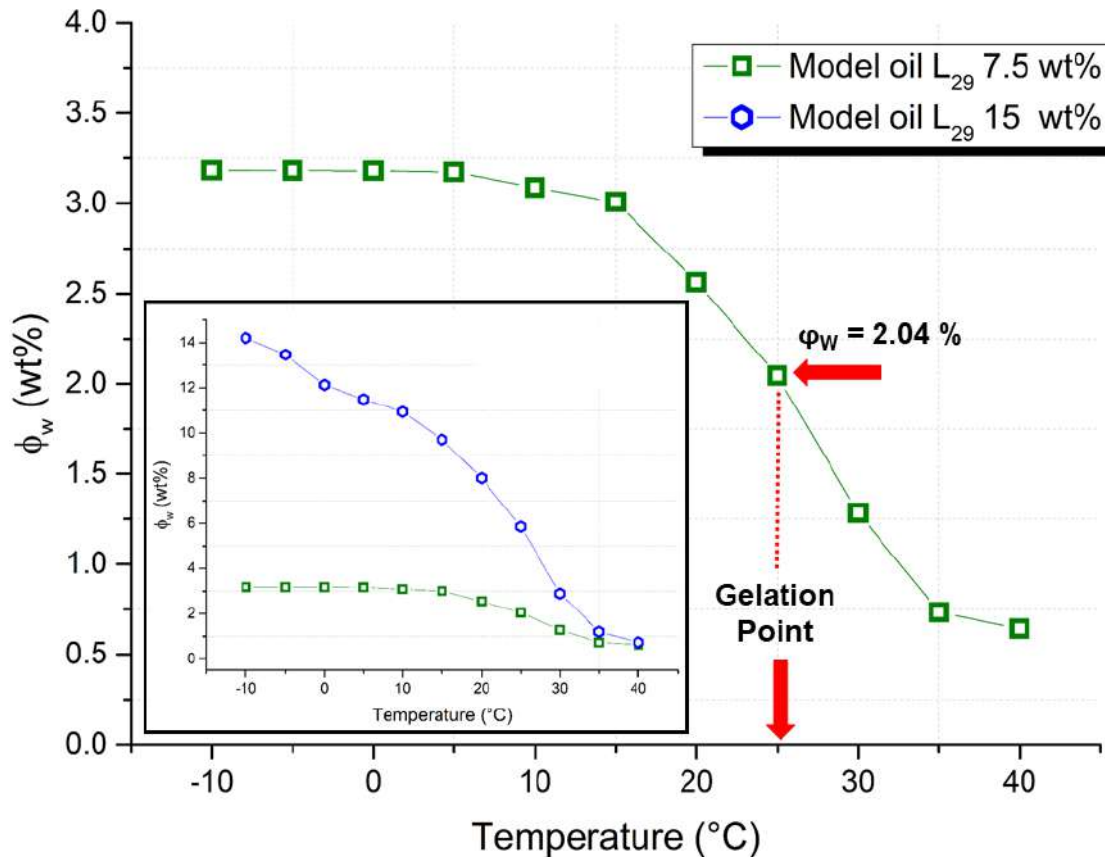 4.0
3.5
3.0
2.5
2.0
1.5
1.0
0.5
0.0
ϕw (wt%)
Model oil L29 7.5 wt%
Model oil L29 15 wt%
φW = 2.04 %
Gelation
Point
14
12
10
8
6
4
2
0
ϕw (wt%)
-10 0 10 20 30 40
Temperature (°C)
-10 0 10 20 30 40
Temperature (°C)